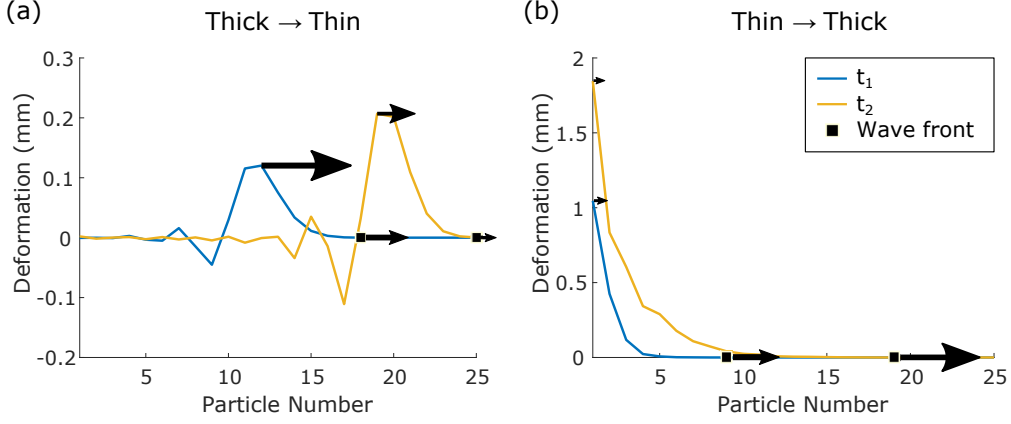 (a)
Thick → Thin
Deformation (mm)
0.3
0.2
0.1
0
-0.1
-0.2
5
10
15
20
25
Particle Number
(b)
Thin → Thick
Deformation (mm)
2
1.5
1
0.5
0
5
10
15
20
25
Particle Number
t1
t2
Wave front